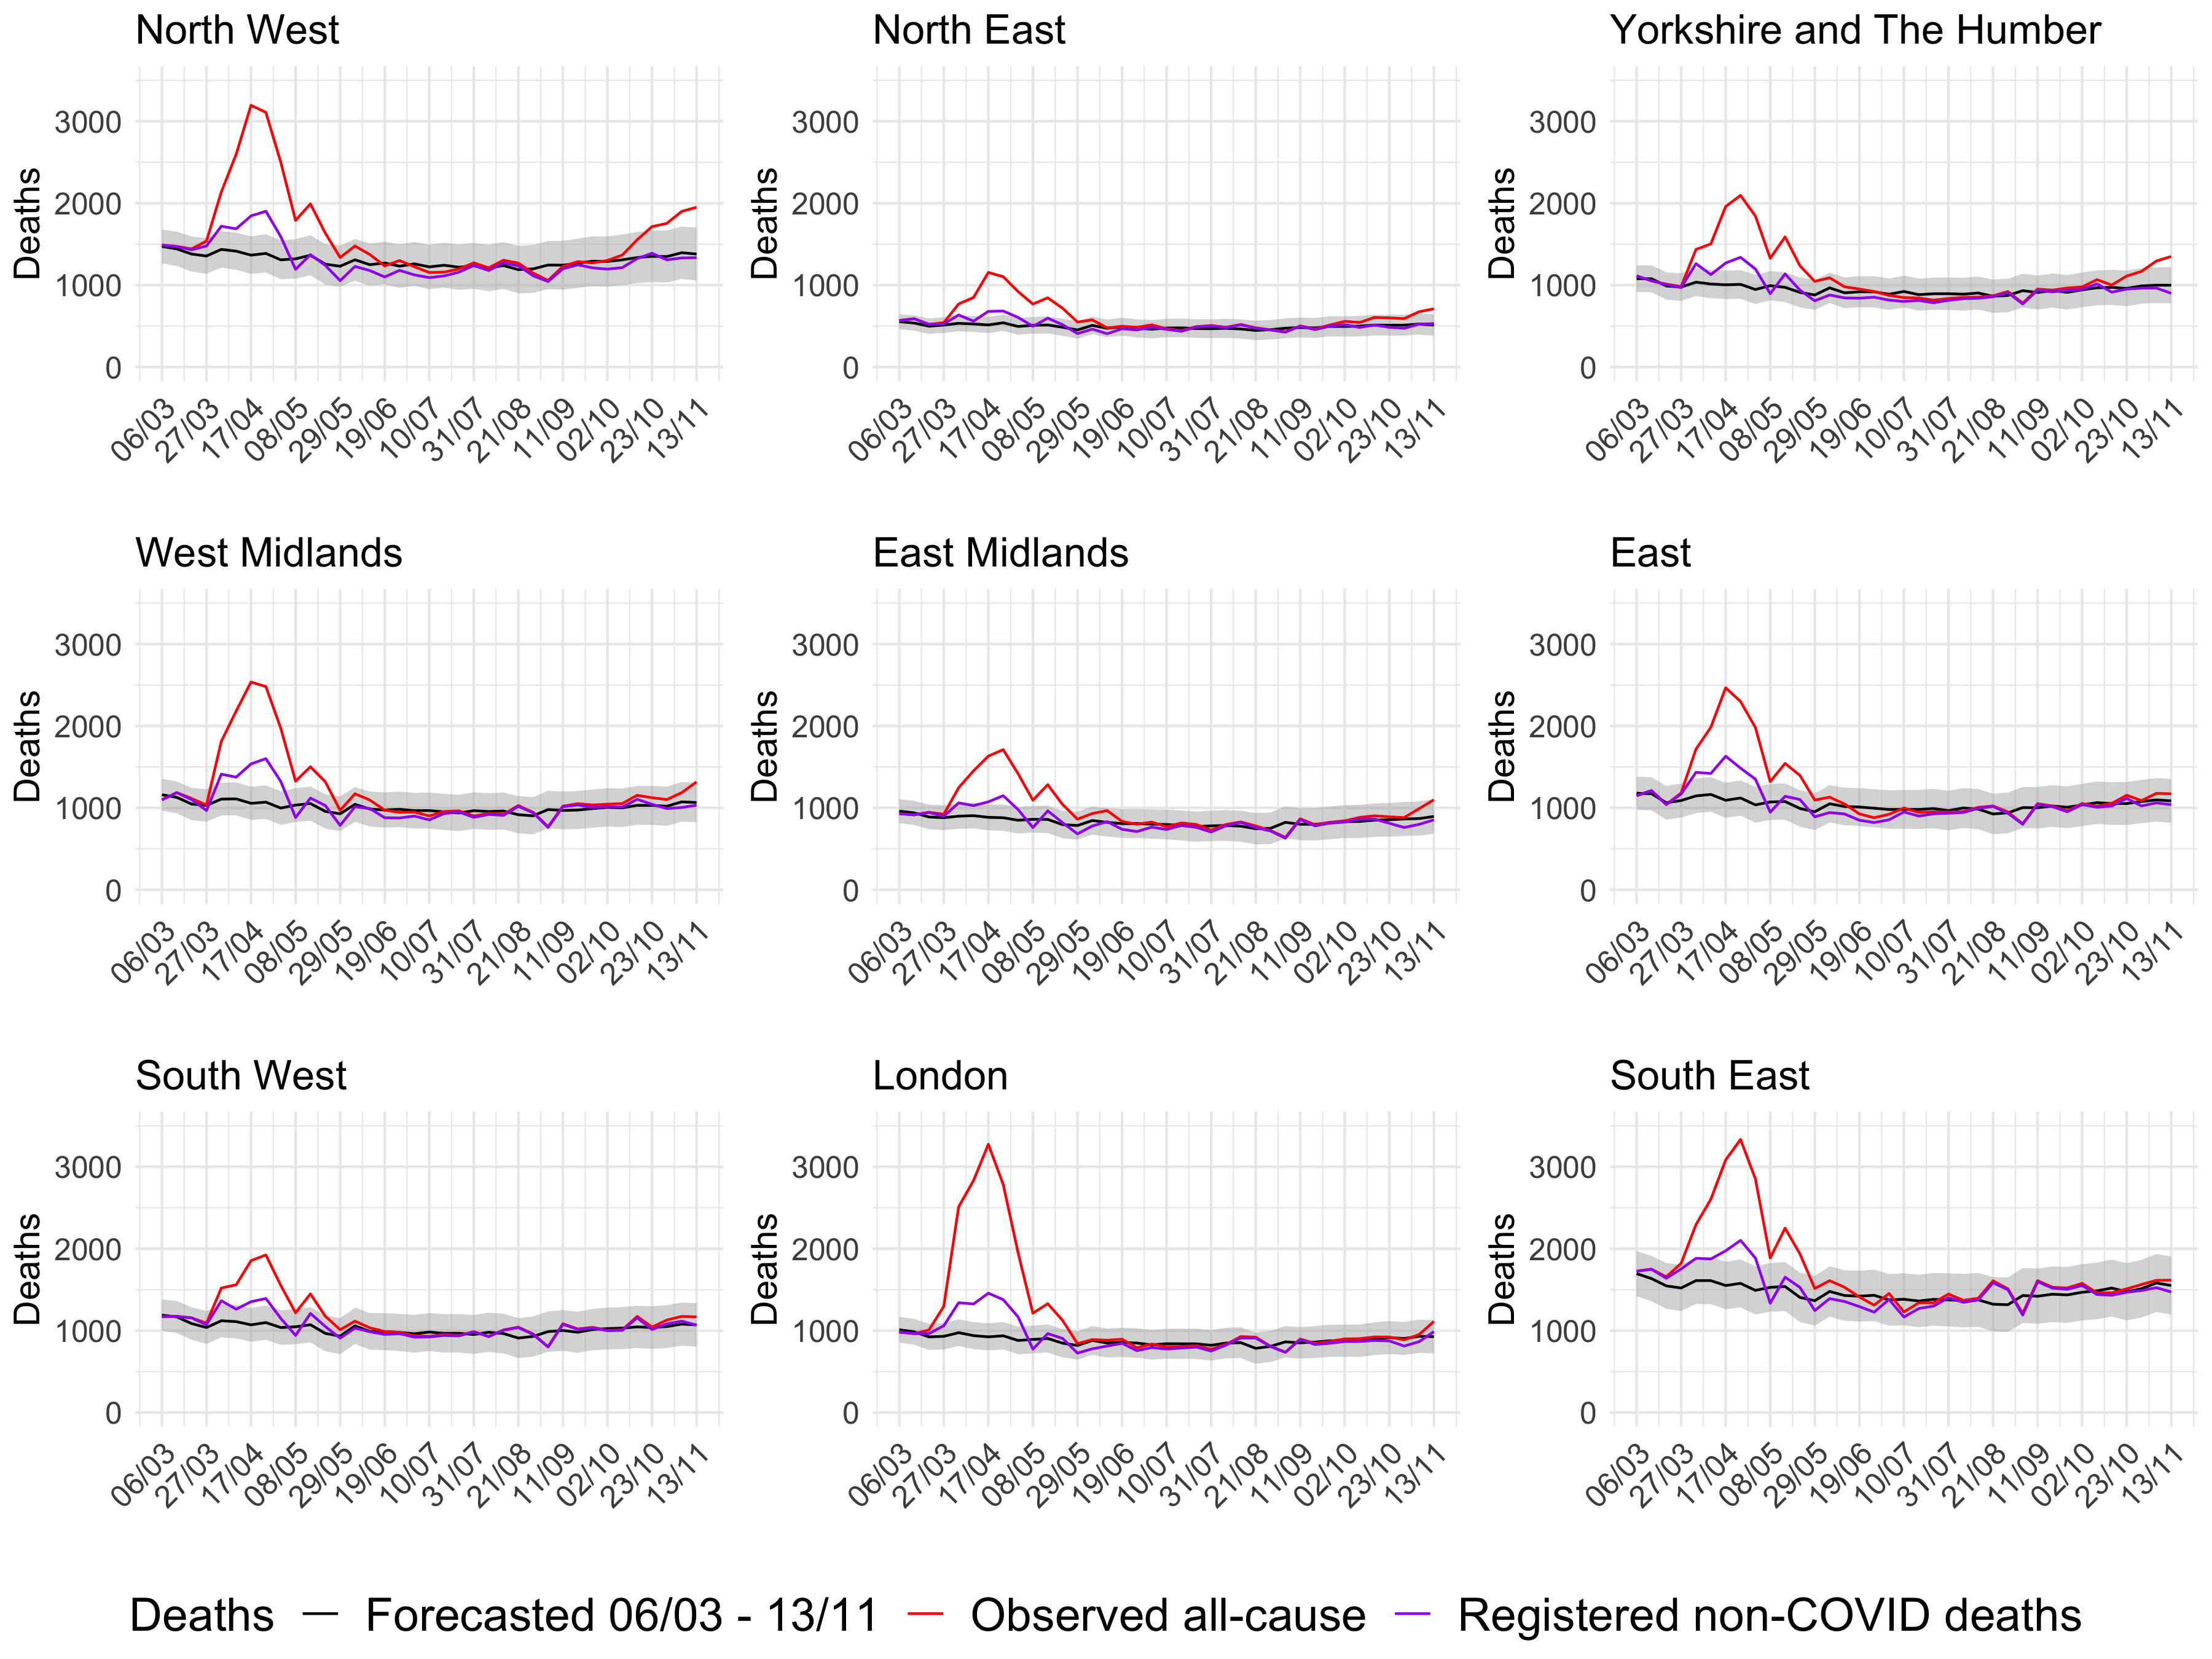 North West
Deaths
3000
2000
1000
0
06/03 27/03 17/04 08/05 29/05 19/06 10/07 31/07 21/08 11/09 02/10 23/10 13/11
North East
Deaths
3000
2000
1000
0
06/03 27/03 17/04 08/05 29/05 19/06 10/07 31/07 21/08 11/09 02/10 23/10 13/11
Yorkshire and The Humber
Deaths
3000
2000
1000
0
06/03 27/03 17/04 08/05 29/05 19/06 10/07 31/07 21/08 11/09 02/10 23/10 13/11
West Midlands
Deaths
3000
2000
1000
0
06/03 27/03 17/04 08/05 29/05 19/06 10/07 31/07 21/08 11/09 02/10 23/10 13/11
East Midlands
Deaths
3000
2000
1000
0
06/03 27/03 17/04 08/05 29/05 19/06 10/07 31/07 21/08 11/09 02/10 23/10 13/11
East
Deaths
3000
2000
1000
0
06/03 27/03 17/04 08/05 29/05 19/06 10/07 31/07 21/08 11/09 02/10 23/10 13/11
South West
Deaths
3000
2000
1000
0
06/03 27/03 17/04 08/05 29/05 19/06 10/07 31/07 21/08 11/09 02/10 23/10 13/11
London
Deaths
3000
2000
1000
0
06/03 27/03 17/04 08/05 29/05 19/06 10/07 31/07 21/08 11/09 02/10 23/10 13/11
South East
Deaths
3000
2000
1000
0
06/03 27/03 17/04 08/05 29/05 19/06 10/07 31/07 21/08 11/09 02/10 23/10 13/11
Deaths Forecasted 06/03 - 13/11 Observed all-cause Registered non-COVID deaths